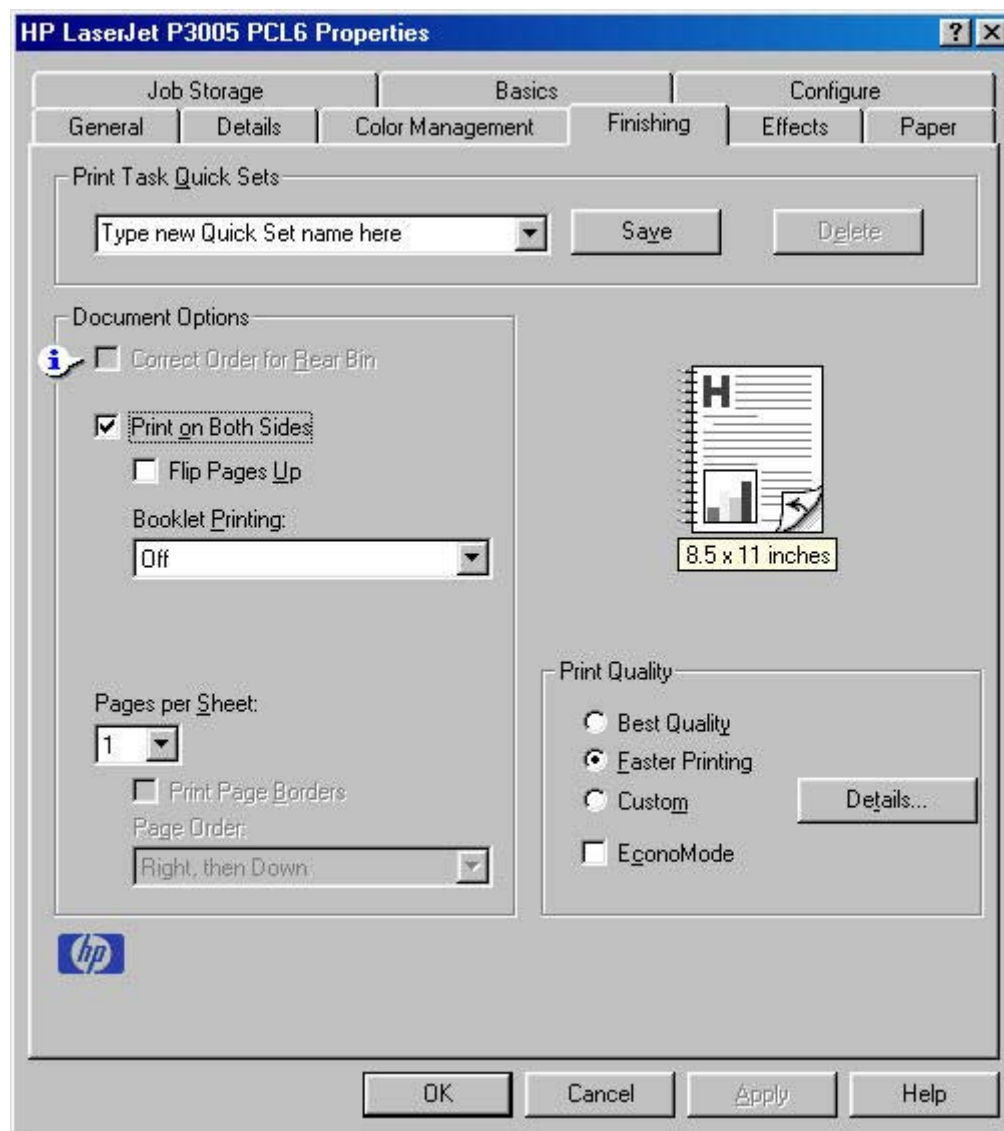 HP LaserJet P3005 PCL6 Properties
Job Storage Basics Configure
General Details Color Management Finishing Effects Paper
Print Task Quick Sets
Type new Quick Set name here Save Delete
Document Options
i Correct Order for Rear Bin
Print on Both Sides
Flip Pages Up
Booklet Printing:
Off
H
8.5 x 11 inches
Pages per Sheet:
1
Print Page Borders
Page Order:
Right, then Down
Print Quality
Best Quality
Faster Printing
Custom Details...
EconoMode
hp
OK Cancel Apply Help